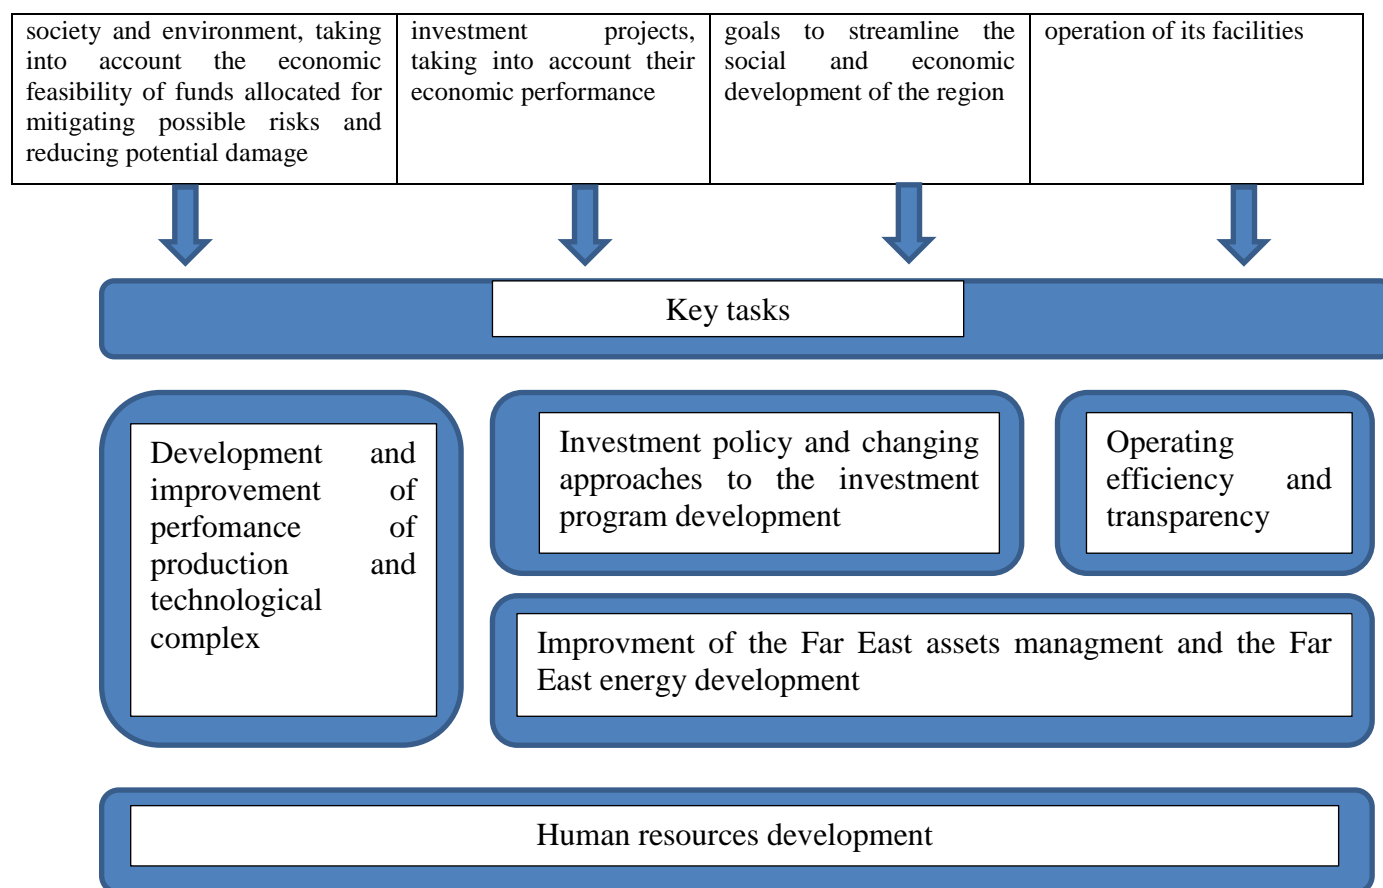 society and environment, taking
into account the economic
feasibility of funds allocated for
mitigating possible risks and
reducing potential damage
investment projects,
taking into account their
economic performance
goals to streamline the
social and economic
development of the region
operation of its facilities
Key tasks
Development and
improvement of
perfomance of
production and
technological
complex
Investment policy and changing
approaches to the investment
program development
Operating
efficiency and
transparency
Improvment of the Far East assets managment and the Far
East energy development
Human resources development